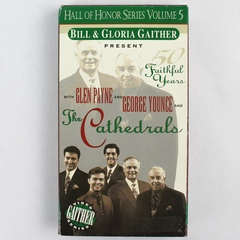 HALL OF HONOR SERIES VOLUME 5
BILL & GLORIA GAITHER
PRESENT
50
Faithful
Years
WITH GLEN PAYNE AND
GEORGE YOUNCE AND
The Cathedrals
GAITHER